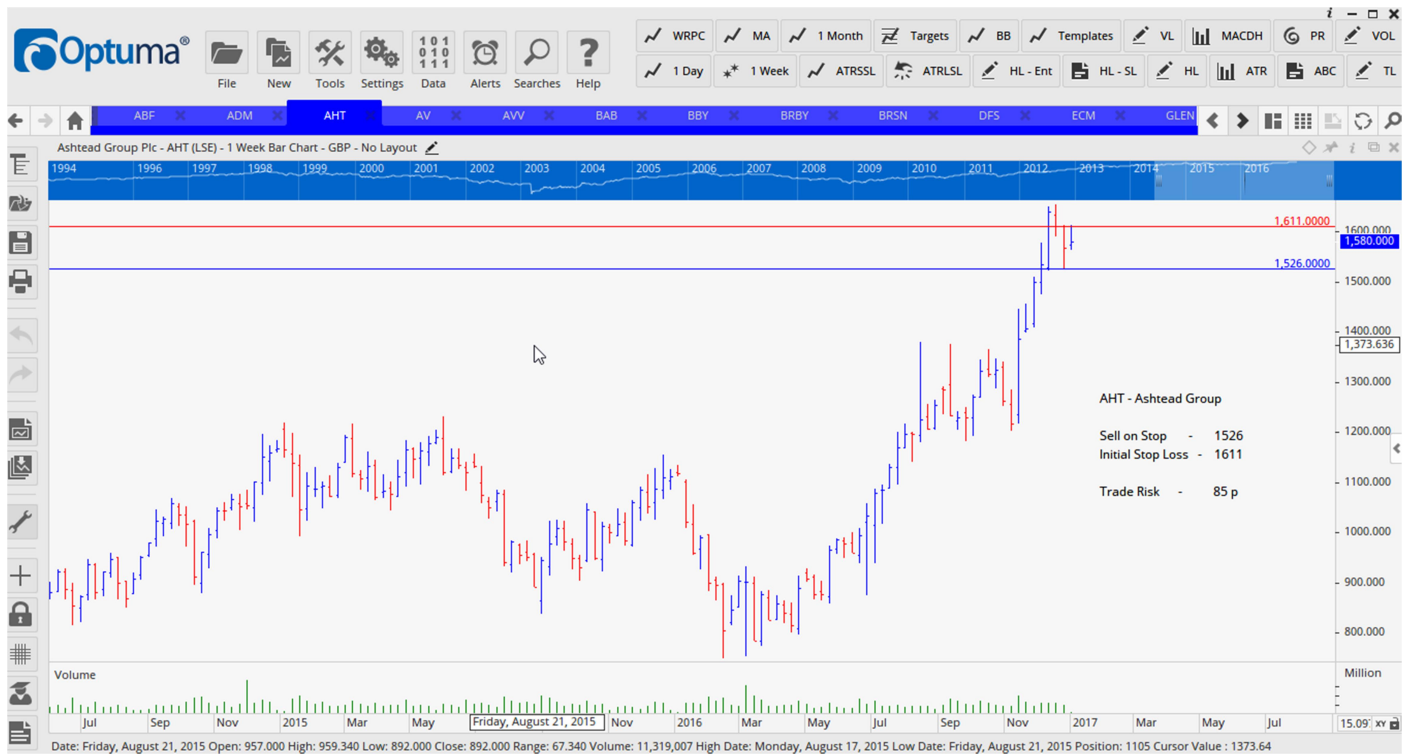 Optuma®
File New Tools Settings Data Alerts Searches Help
WRPC MA 1 Month Targets BB Templates VL MACDH PR VOL
1 Day 1 Week ATRSSL ATRLSL HL - Ent HL - SL HL ATR ABC TL
ABF ADM AHT AV AVV BAB BBY BRBY BRSN DFS ECM GLEN
Ashtead Group Plc - AHT (LSE) - 1 Week Bar Chart - GBP - No Layout
1994 1996 1997 1998 1999 2000 2001 2002 2003 2004 2005 2006 2007 2008 2009 2010 2011 2012 2013 2014 2015 2016
1,611.0000
1600.000
1,580.000
1,526.0000
1500.000
1400.000
1,373.636
1300.000
AHT - Ashtead Group
Sell on Stop - 1526
1200.000
Initial Stop Loss - 1611
1100.000
Trade Risk - 85 p
1000.000
900.000
800.000
Volume
Million
Jul Sep Nov 2015 Mar May Friday, August 21, 2015 Nov 2016 Mar May Jul Sep Nov 2017 Mar May Jul 15.09 XY
Date: Friday, August 21, 2015 Open: 957.000 High: 959.340 Low: 892.000 Close: 892.000 Range: 67.340 Volume: 11,319,007 High Date: Monday, August 17, 2015 Low Date: Friday, August 21, 2015 Position: 1105 Cursor Value : 1373.64